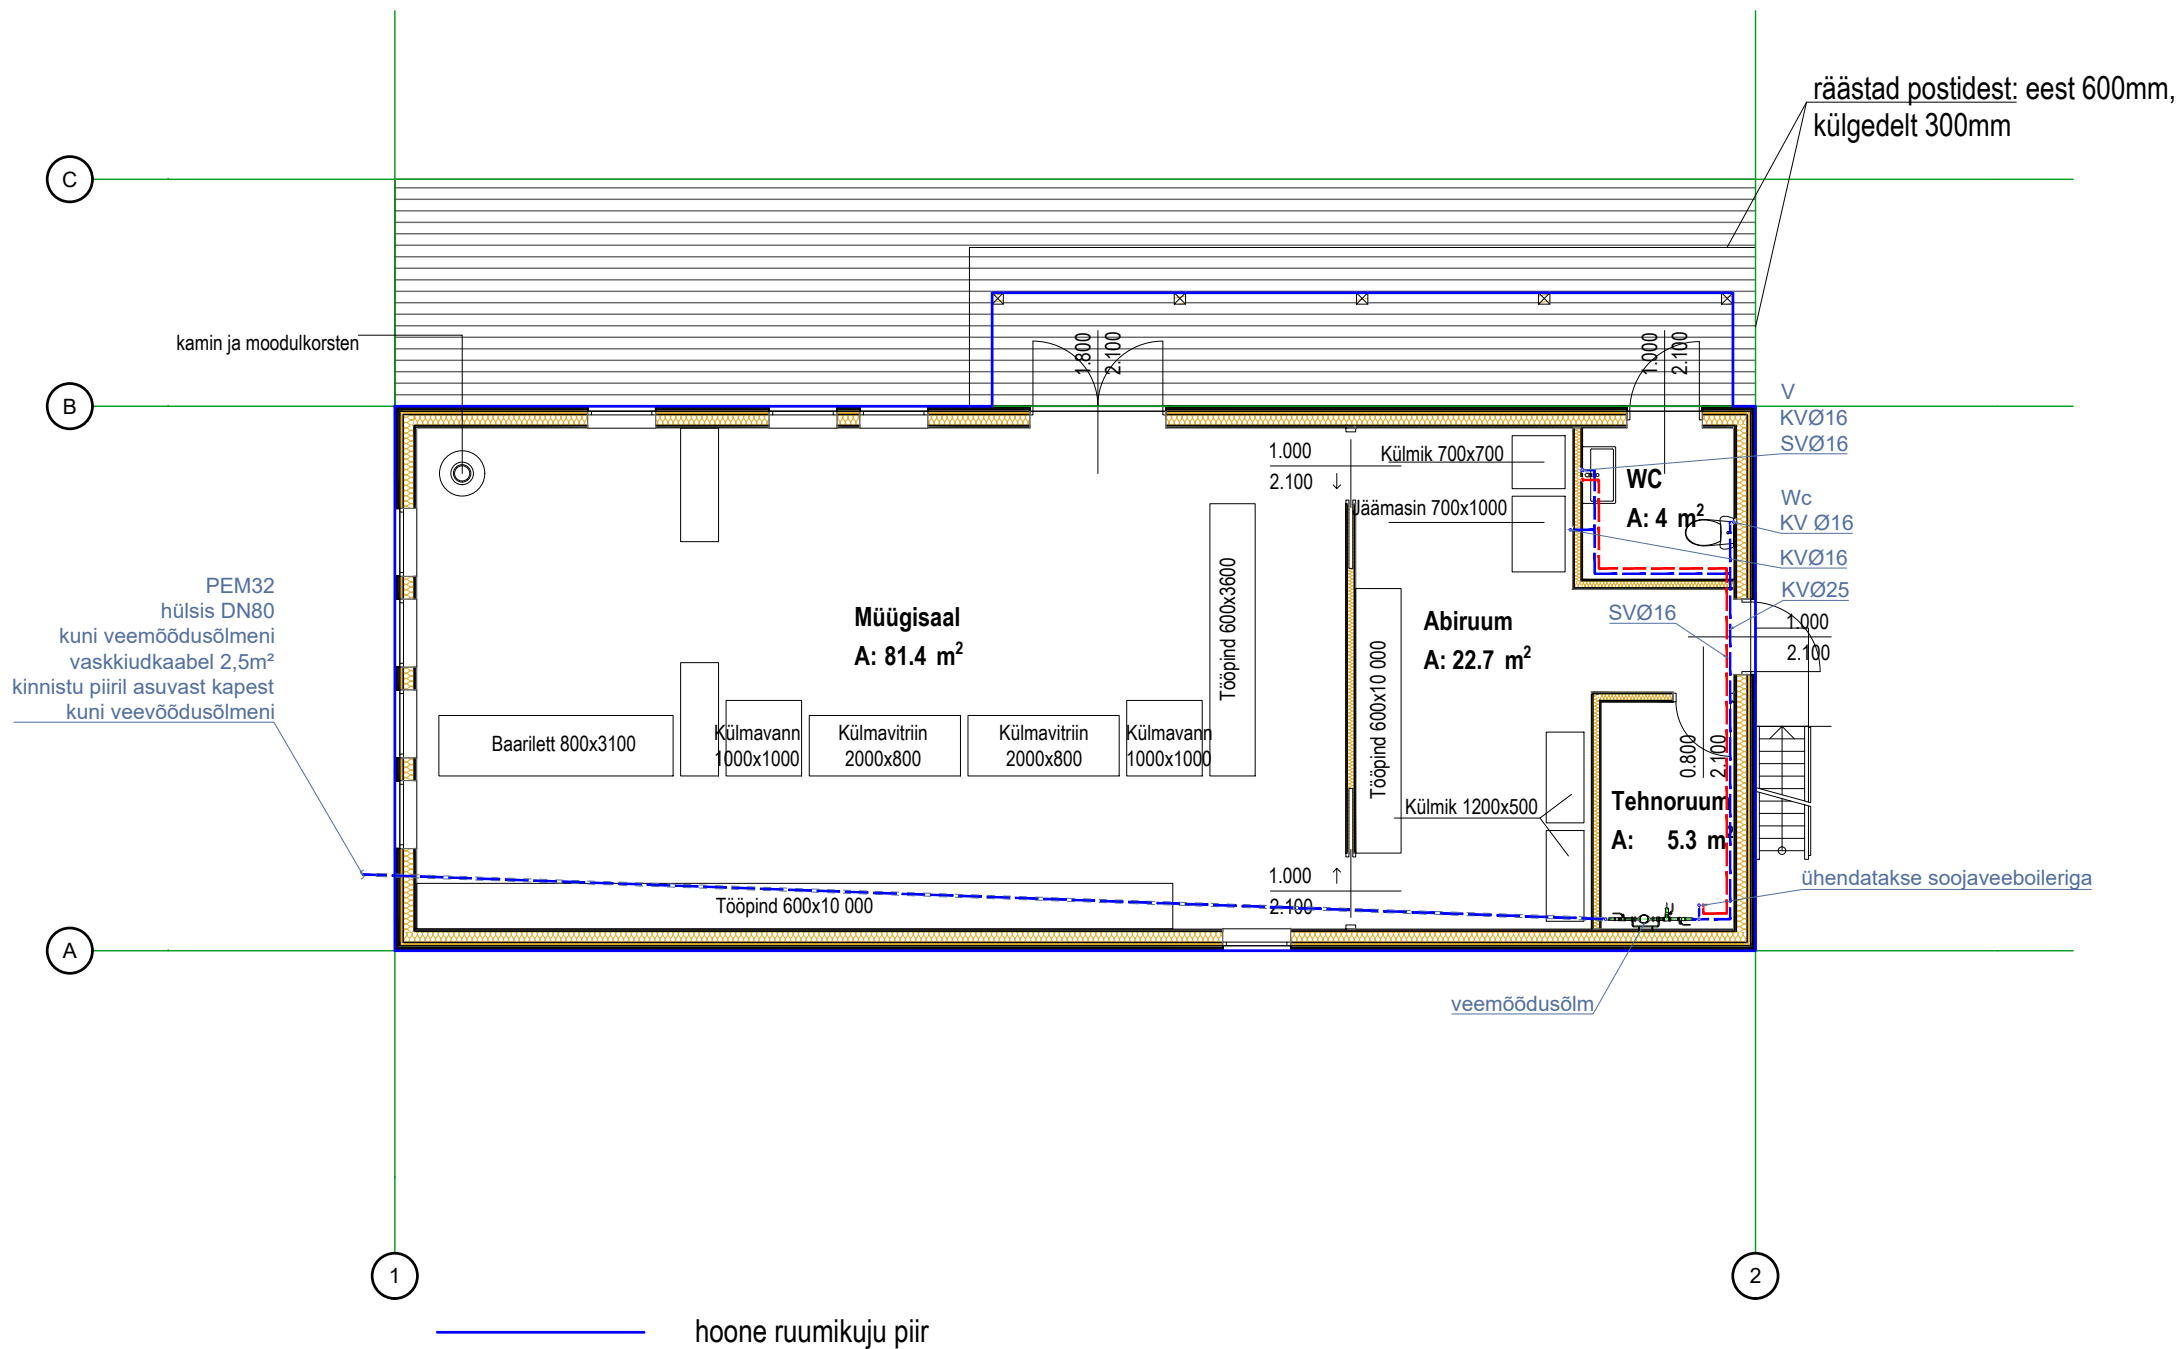 räästad postidest: eest 600mm,
külgedelt 300mm
C
kamin ja moodulkorsten
1.800
2.100
1.000
2.100
B
V
KVØ16
SVØ16
1.000
2.100
Külmik 700x700
Jäämasin 700x1000
WC
A: 4 m²
Wc
KV Ø16
KVØ16
KVØ25
SVØ16
1.000
2.100
PEM32
hülsis DN80
kuni veemõõdusõlmeni
vaskkiudkaabel 2,5m²
kinnistu piiril asuvast kapest
kuni veevõõdusõlmeni
Müügisaal
A: 81.4 m²
Tööpind 600x3600
Abiruum
A: 22.7 m²
Tööpind 600x10 000
Baarilett 800x3100
Külmavann
1000x1000
Külmavitriin
2000x800
Külmavitriin
2000x800
Külmavann
1000x1000
0.800
2.100
Külmik 1200x500
Tehnoruum
A: 5.3 m²
1.000
2.100
Tööpind 600x10 000
ühendatakse soojaveeboileriga
A
veemõõdusõlm
1
2
hoone ruumikuju piir